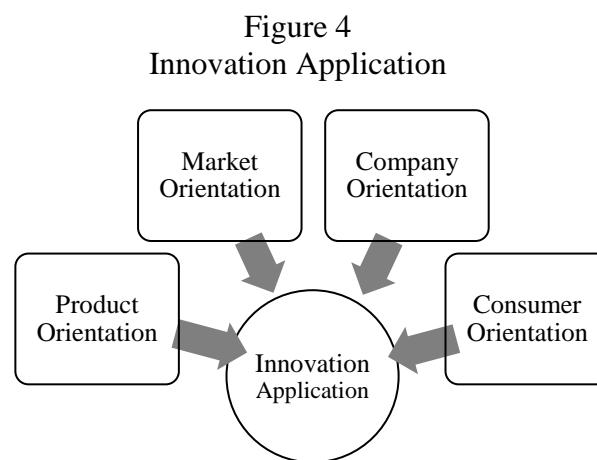 Figure 4
Innovation Application
Market
Orientation
Company
Orientation
Product
Orientation
Consumer
Orientation
Innovation
Application